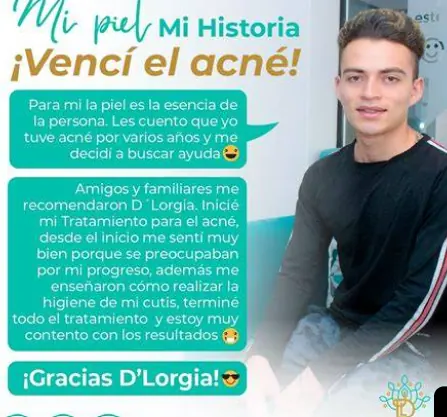 Mi piel Mi Historia
¡Vencí el acné!
Para mi la piel es la esencia de
la persona. Les cuento que yo
tuve acné por varios años y me
decidí a buscar ayuda😄
Amigos y familiares me
recomendaron D´Lorgia. Inicié
mi Tratamiento para el acné,
desde el inicio me sentí muy
bien porque se preocupaban
por mi progreso, además me
enseñaron cómo realizar la
higiene de mi cutis, terminé
todo el tratamiento y estoy muy
contento con los resultados 😁
¡Gracias D'Lorgia!😎